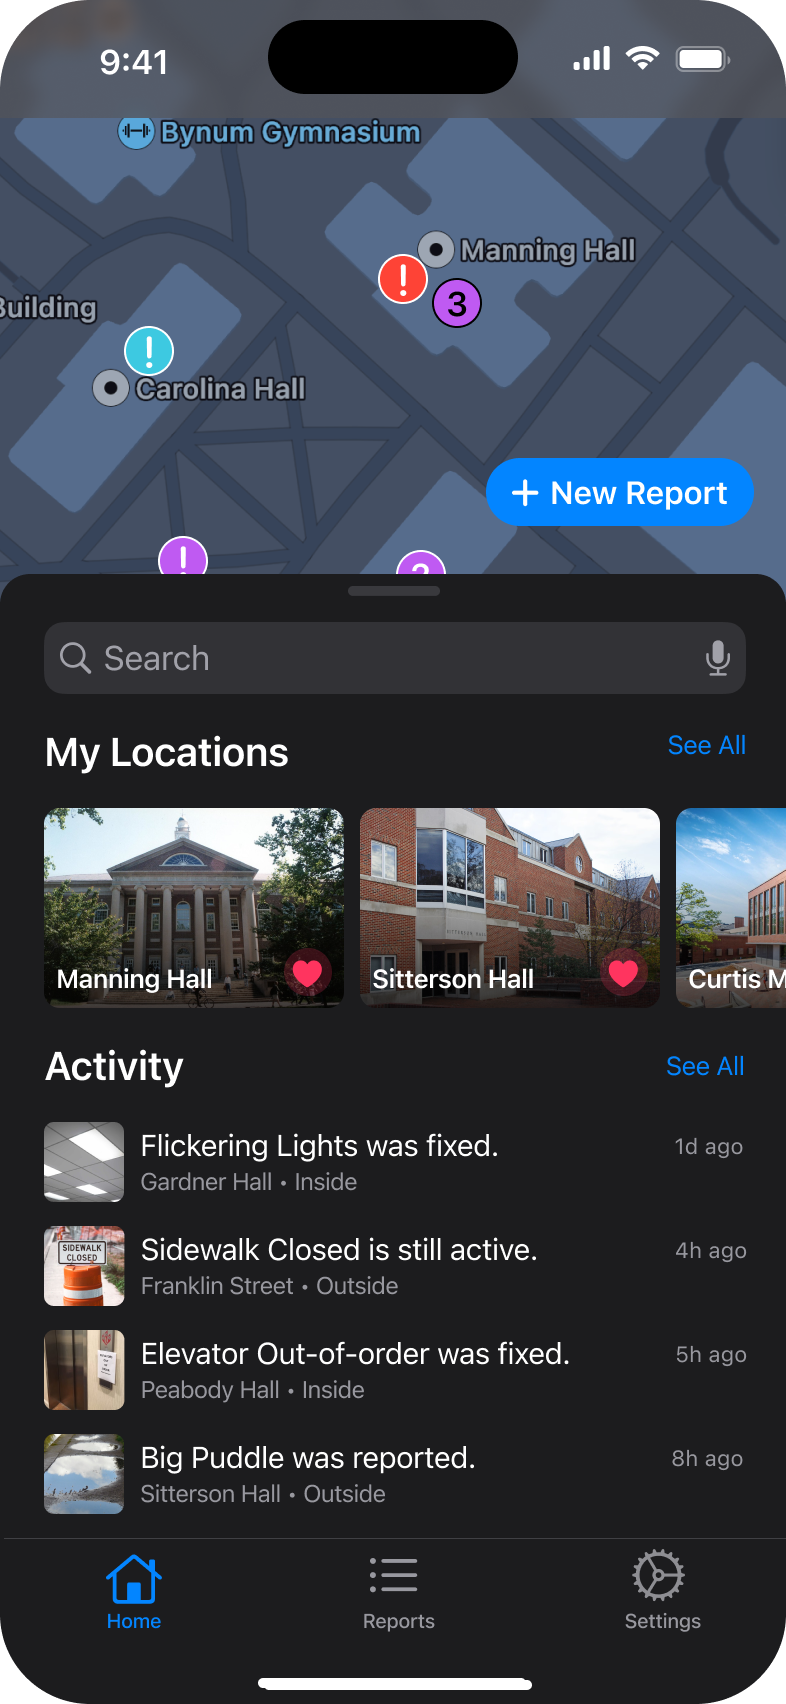 9:41
Bynum Gymnasium
Manning Hall
3
Building
Carolina Hall
+ New Report
Search
My Locations
See All
Manning Hall
SITTERSON HALL
Sitterson Hall
Curtis M
Activity
See All
Flickering Lights was fixed.
1d ago
Gardner Hall • Inside
SIDEWALK
CLOSED
Sidewalk Closed is still active.
4h ago
Franklin Street • Outside
Elevator Out-of-order was fixed.
5h ago
Peabody Hall • Inside
Big Puddle was reported.
8h ago
Sitterson Hall • Outside
Home
Reports
Settings